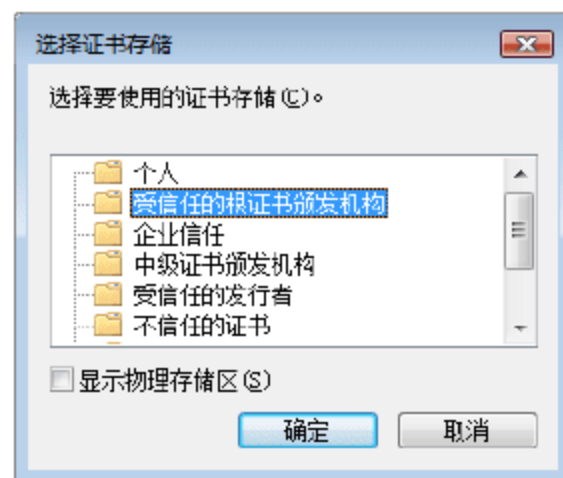 选择证书存储
选择要使用的证书存储(C)。
个人
受信任的根证书颁发机构
企业信任
中级证书颁发机构
受信任的发行者
不信任的证书
显示物理存储区(S)
确定
取消